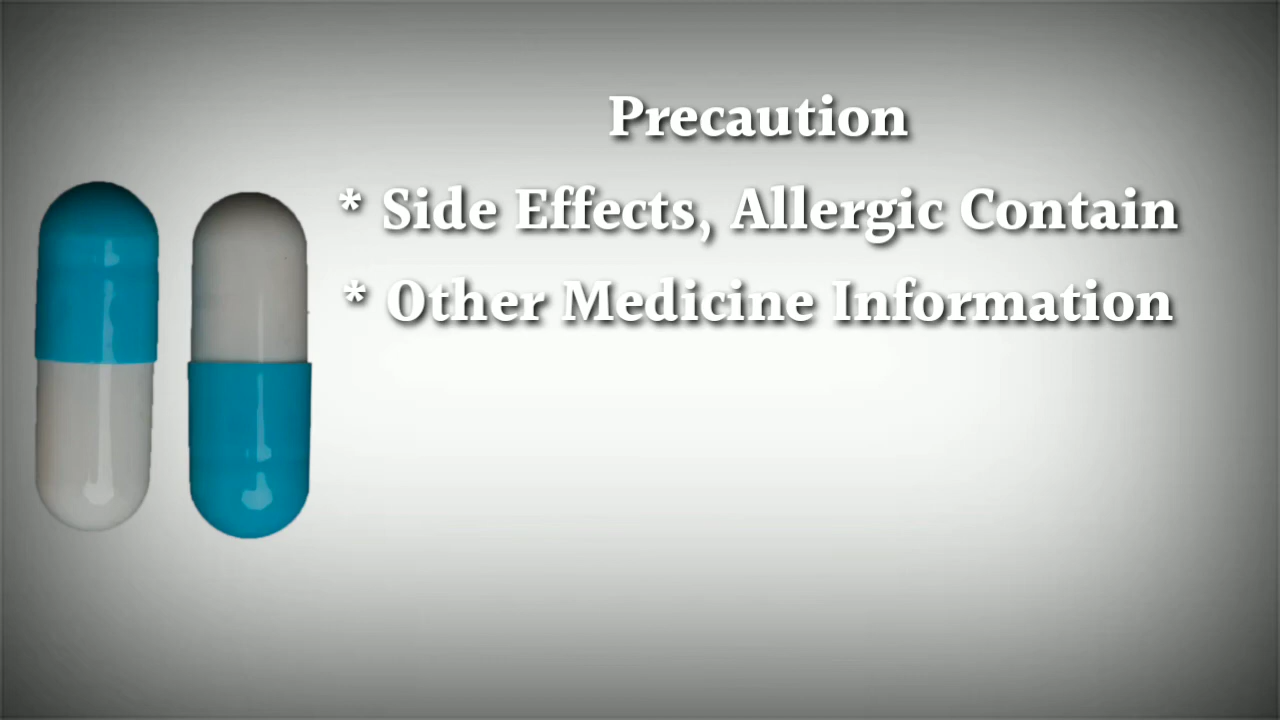 Precaution
* Side Effects, Allergic Contain
* Other Medicine Information